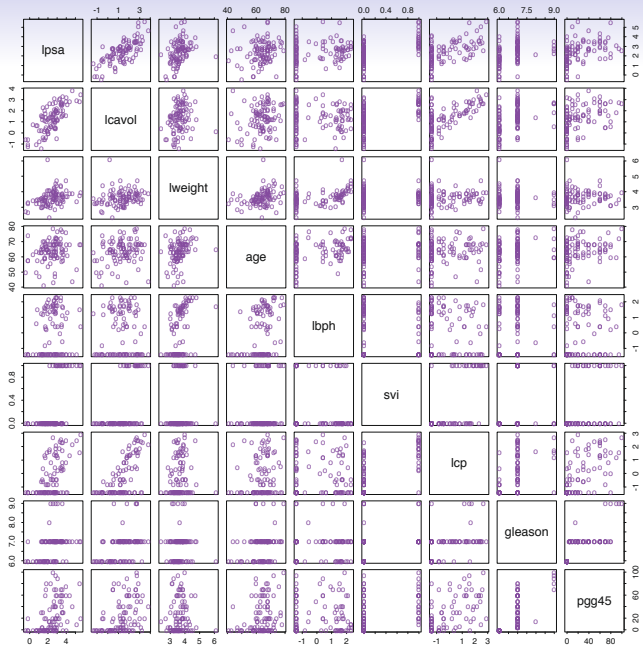 -1 1 2 3 40 60 80 0.0 0.8 6.0 7.5 9.0
lpsa
0 1 2 3 4 5
-1 0 1 2 3 4
lcavol
lweight
3 4 5 6
40 50 60 70 80
age
lbph
-1 0 1 2
0.0 0.4 0.8
svi
lcp
-1 0 1 2 3
6.0 7.0 8.0 9.0
gleason
pgg45
0 20 60 100
0 2 4 3 4 5 6 -1 0 1 2 -1 0 1 2 3 0 40 80